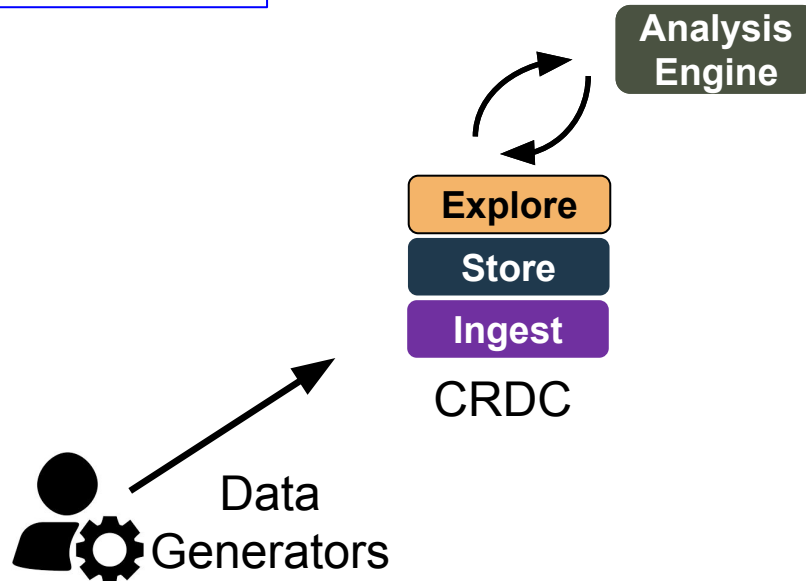 Analysis
Engine
Explore
Store
Ingest
CRDC
Data
Generators